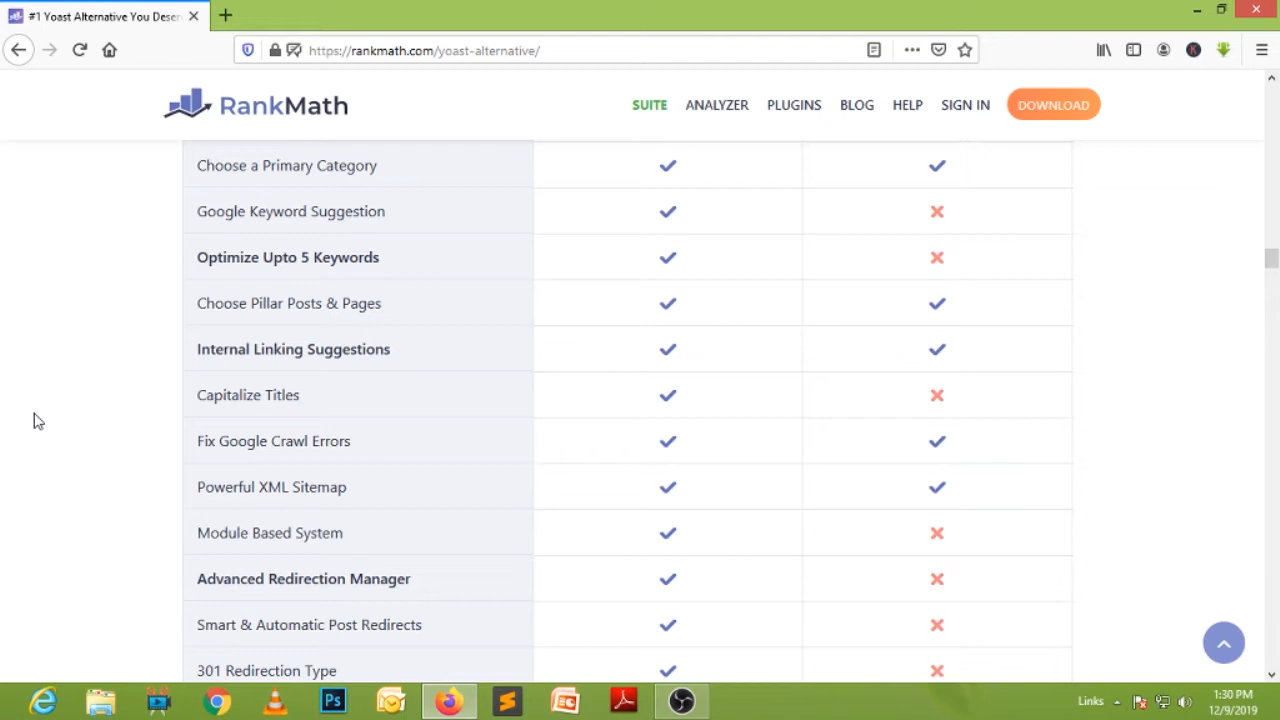 #1 Yoast Alternative You Deser
https://rankmath.com/yoast-alternative/
RankMath
SUITE ANALYZER PLUGINS BLOG HELP SIGN IN DOWNLOAD
Choose a Primary Category
Google Keyword Suggestion
Optimize Upto 5 Keywords
Choose Pillar Posts & Pages
Internal Linking Suggestions
Capitalize Titles
Fix Google Crawl Errors
Powerful XML Sitemap
Module Based System
Advanced Redirection Manager
Smart & Automatic Post Redirects
301 Redirection Type
Ps
Links
1:30 PM
12/9/2019